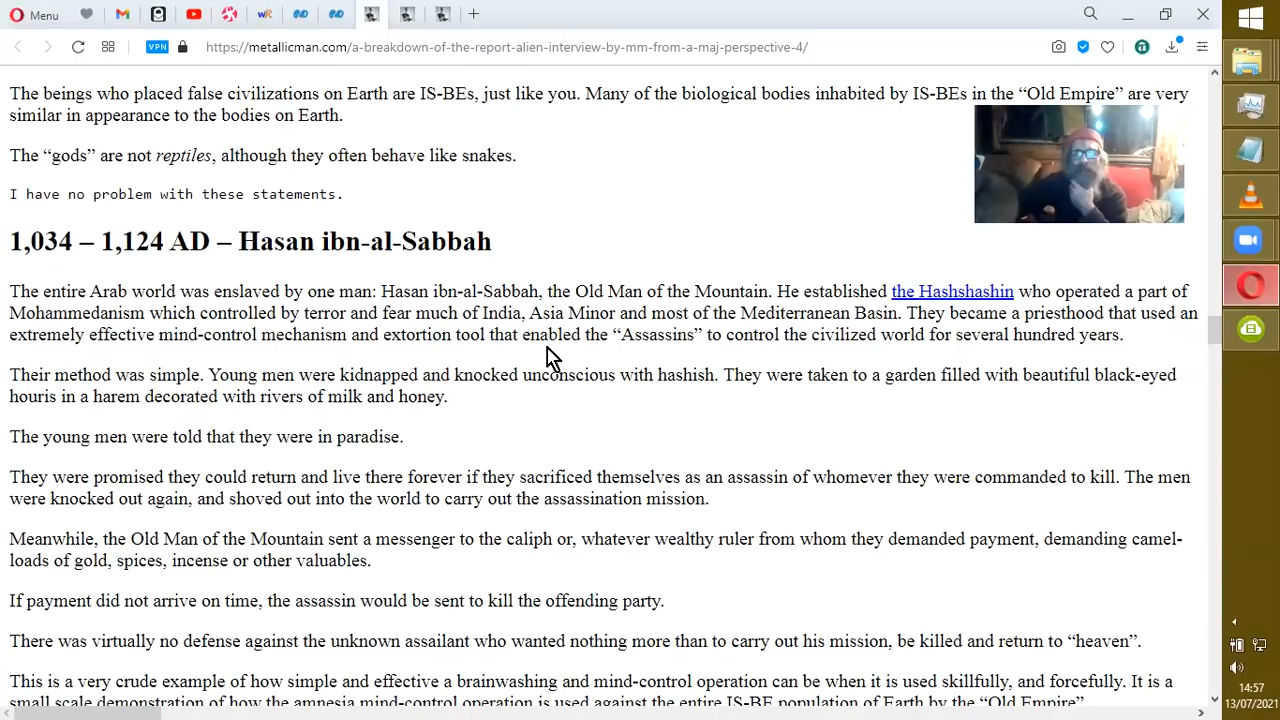 Menu
VPN
https://metallicman.com/a-breakdown-of-the-report-alien-interview-by-mm-from-a-maj-perspective-4/
The beings who placed false civilizations on Earth are IS-BEs, just like you. Many of the biological bodies inhabited by IS-BEs in the “Old Empire” are very
similar in appearance to the bodies on Earth.
The “gods” are not reptiles, although they often behave like snakes.
I have no problem with these statements.
1,034 – 1,124 AD – Hasan ibn-al-Sabbah
The entire Arab world was enslaved by one man: Hasan ibn-al-Sabbah, the Old Man of the Mountain. He established the Hashshashin who operated a part of
Mohammedanism which controlled by terror and fear much of India, Asia Minor and most of the Mediterranean Basin. They became a priesthood that used an
extremely effective mind-control mechanism and extortion tool that enabled the “Assassins” to control the civilized world for several hundred years.
Their method was simple. Young men were kidnapped and knocked unconscious with hashish. They were taken to a garden filled with beautiful black-eyed
houris in a harem decorated with rivers of milk and honey.
The young men were told that they were in paradise.
They were promised they could return and live there forever if they sacrificed themselves as an assassin of whomever they were commanded to kill. The men
were knocked out again, and shoved out into the world to carry out the assassination mission.
Meanwhile, the Old Man of the Mountain sent a messenger to the caliph or, whatever wealthy ruler from whom they demanded payment, demanding camel-
loads of gold, spices, incense or other valuables.
If payment did not arrive on time, the assassin would be sent to kill the offending party.
There was virtually no defense against the unknown assailant who wanted nothing more than to carry out his mission, be killed and return to “heaven”.
This is a very crude example of how simple and effective a brainwashing and mind-control operation can be when it is used skillfully, and forcefully. It is a
small scale demonstration of how the amnesia mind-control operation is used against the entire IS-BE population of Earth by the “Old Empire”.
14:57
13/07/2021